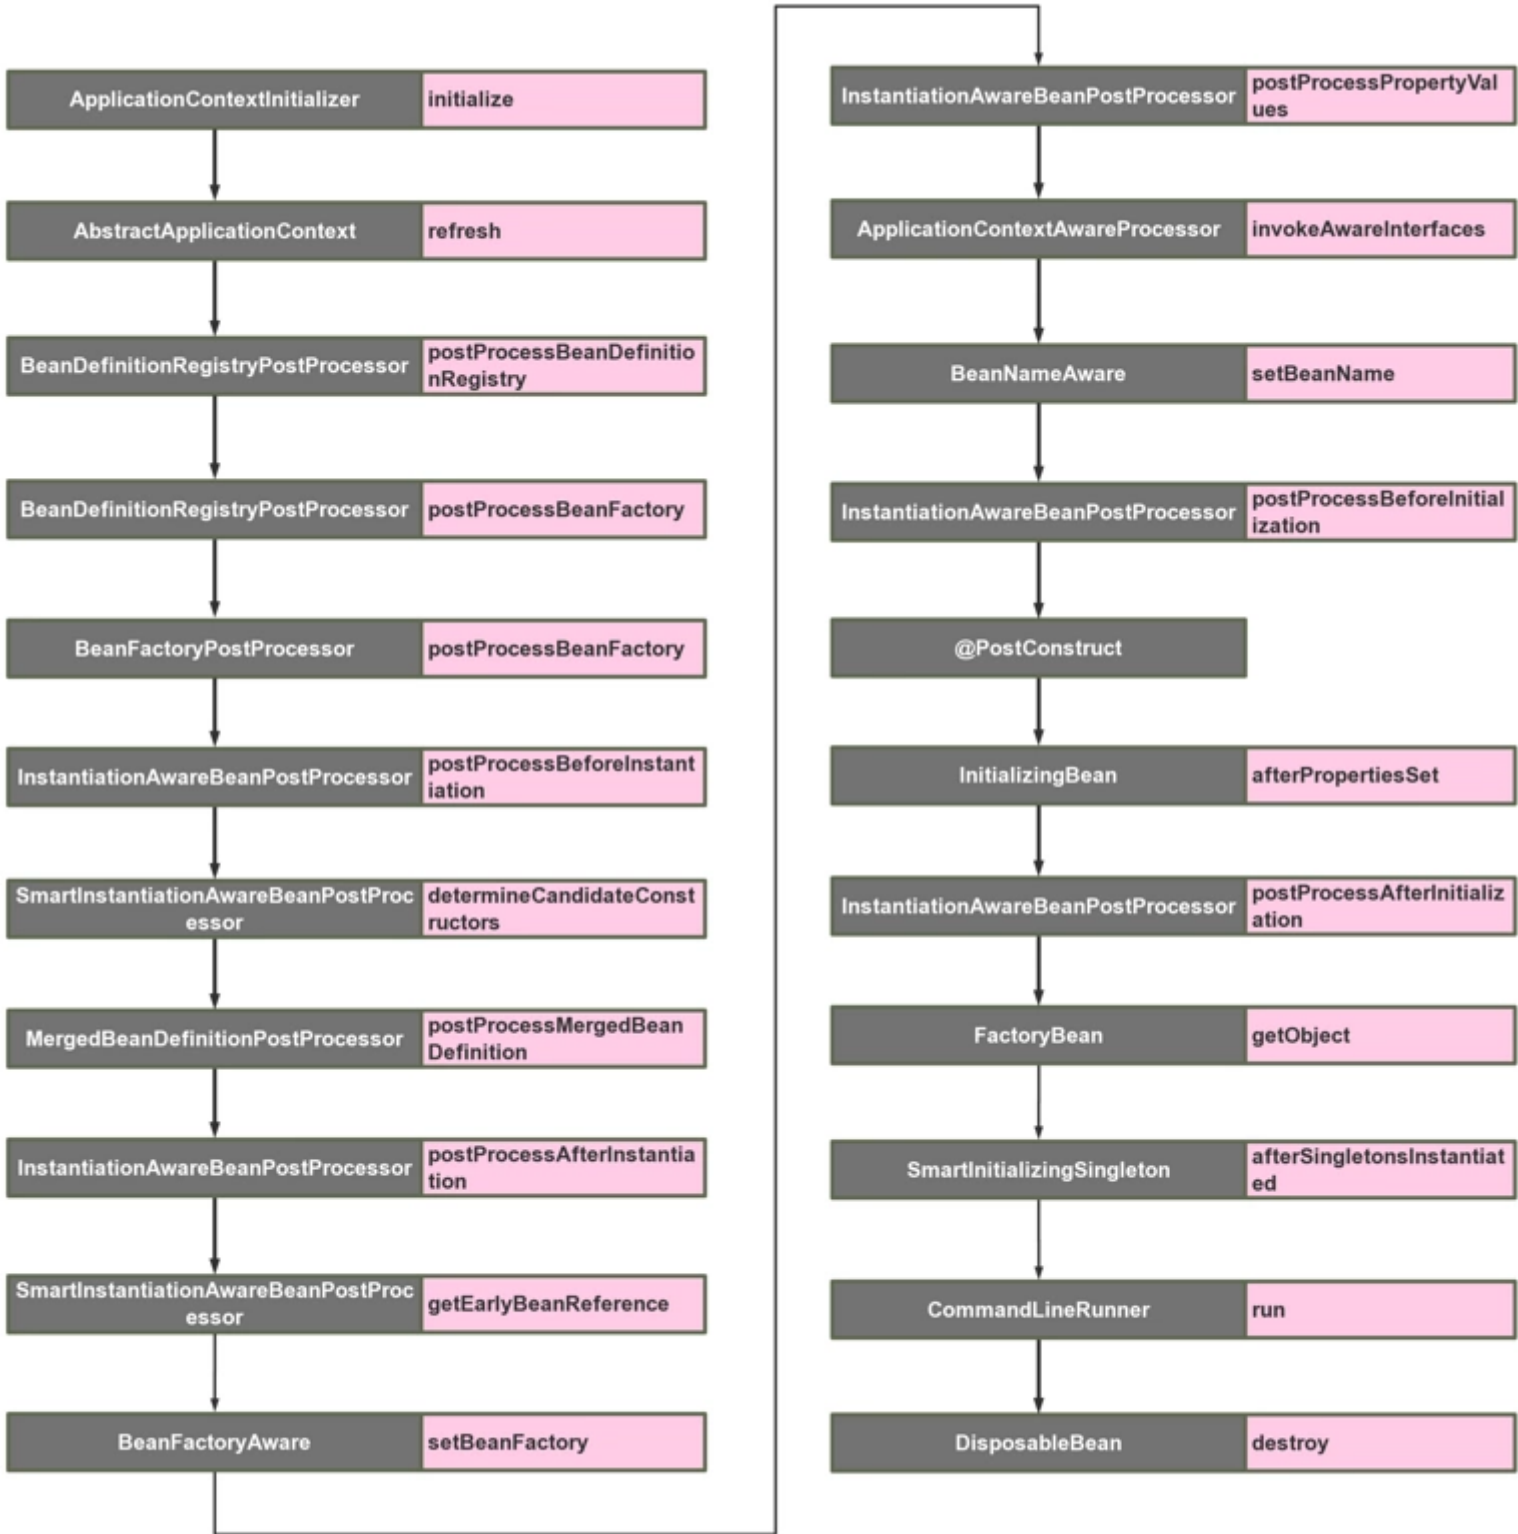 ApplicationContextInitializer
initialize
AbstractApplicationContext
refresh
BeanDefinitionRegistryPostProcessor
postProcessBeanDefinitio
nRegistry
BeanDefinitionRegistryPostProcessor
postProcessBeanFactory
BeanFactoryPostProcessor
postProcessBeanFactory
InstantiationAwareBeanPostProcessor
postProcessBeforeInstant
iation
SmartInstantiationAwareBeanPostProc
essor
determineCandidateConst
ructors
MergedBeanDefinitionPostProcessor
postProcessMergedBean
Definition
InstantiationAwareBeanPostProcessor
postProcessAfterInstantia
tion
SmartInstantiationAwareBeanPostProc
essor
getEarlyBeanReference
BeanFactoryAware
setBeanFactory
InstantiationAwareBeanPostProcessor
postProcessPropertyVal
ues
ApplicationContextAwareProcessor
invokeAwareInterfaces
BeanNameAware
setBeanName
InstantiationAwareBeanPostProcessor
postProcessBeforeInitial
ization
@PostConstruct
InitializingBean
afterPropertiesSet
InstantiationAwareBeanPostProcessor
postProcessAfterInitializ
ation
FactoryBean
getObject
SmartInitializingSingleton
afterSingletonsInstantiat
ed
CommandLineRunner
run
DisposableBean
destroy